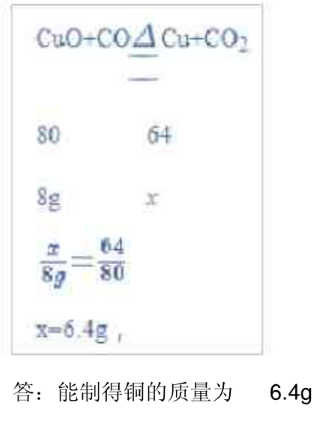 CuO+CO △ Cu+CO₂
80 64
8g x
x/8g = 64/80
x=6.4g，
答：能制得铜的质量为 6.4g